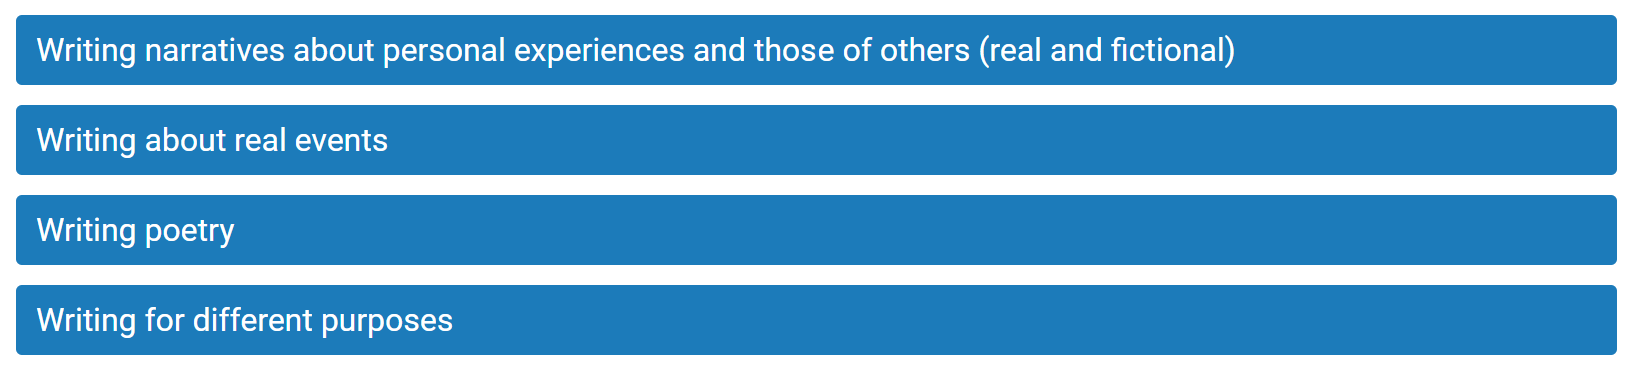 Writing narratives about personal experiences and those of others (real and fictional)
Writing about real events
Writing poetry
Writing for different purposes